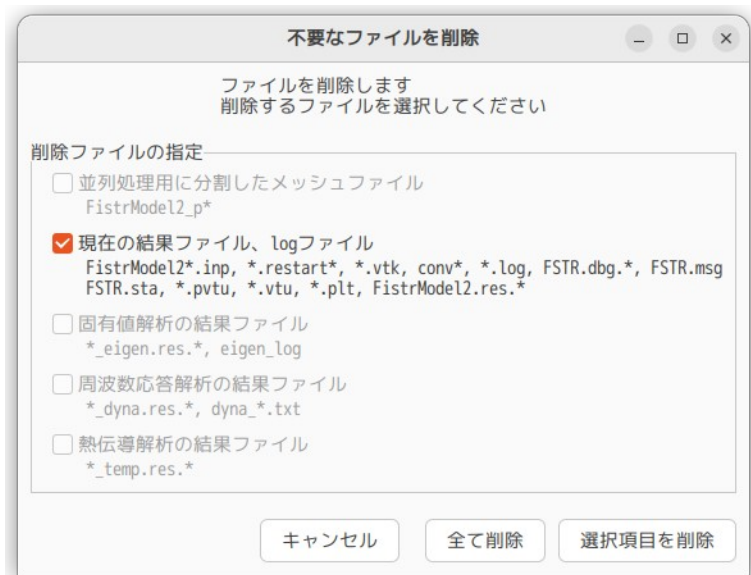 不要なファイルを削除
ファイルを削除します
削除するファイルを選択してください
削除ファイルの指定
並列処理用に分割したメッシュファイル
FistrModel2_p*
現在の結果ファイル、logファイル
FistrModel2*.inp, *.restart*, *.vtk, conv*, *.log, FSTR.dbg.*, FSTR.msg
FSTR.sta, *.pvtu, *.vtu, *.plt, FistrModel2.res.*
固有値解析の結果ファイル
*_eigen.res.*, eigen_log
周波数応答解析の結果ファイル
*_dyna.res.*, dyna_*.txt
熱伝導解析の結果ファイル
*_temp.res.*
キャンセル 全て削除 選択項目を削除